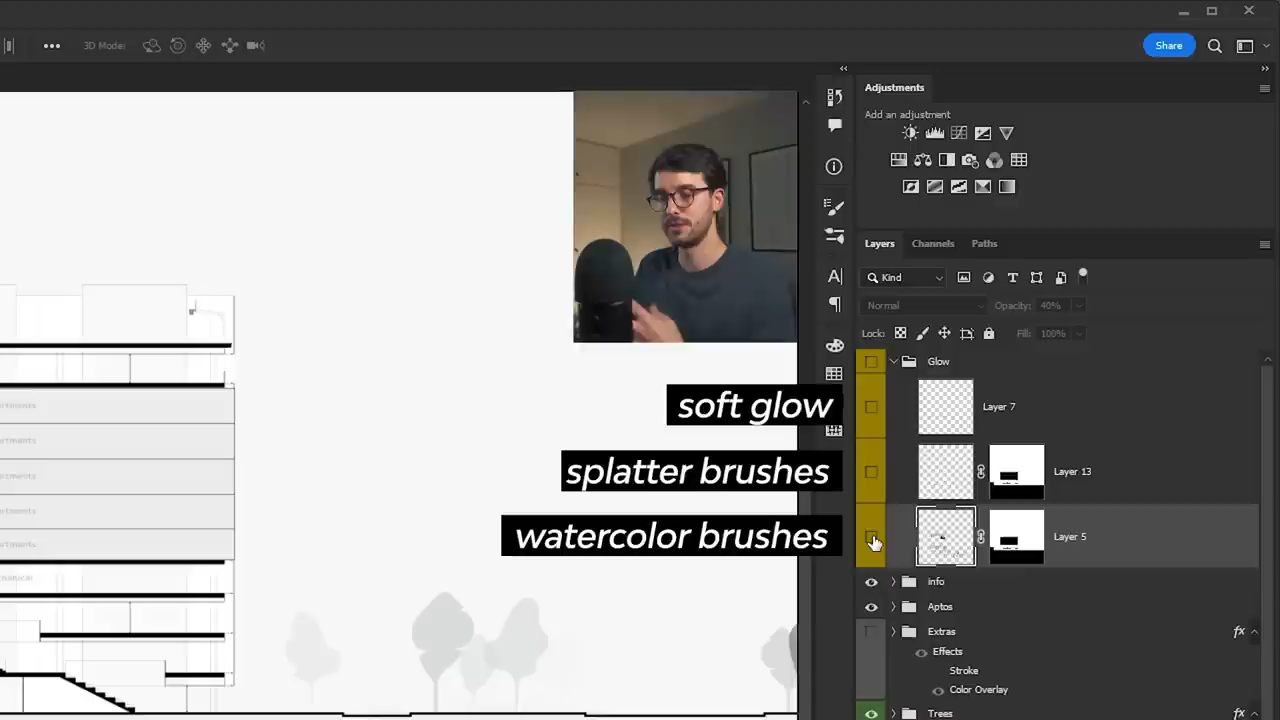 3D Mode:
Share
Adjustments
Add an adjustment
Layers Channels Paths
Kind
Normal Opacity: 40%
Lock: Fill: 100%
Glow
soft glow
Layer 7
splatter brushes
Layer 13
watercolor brushes
Layer 5
info
Aptos
Extras fx
Effects
Stroke
Color Overlay
Trees fx